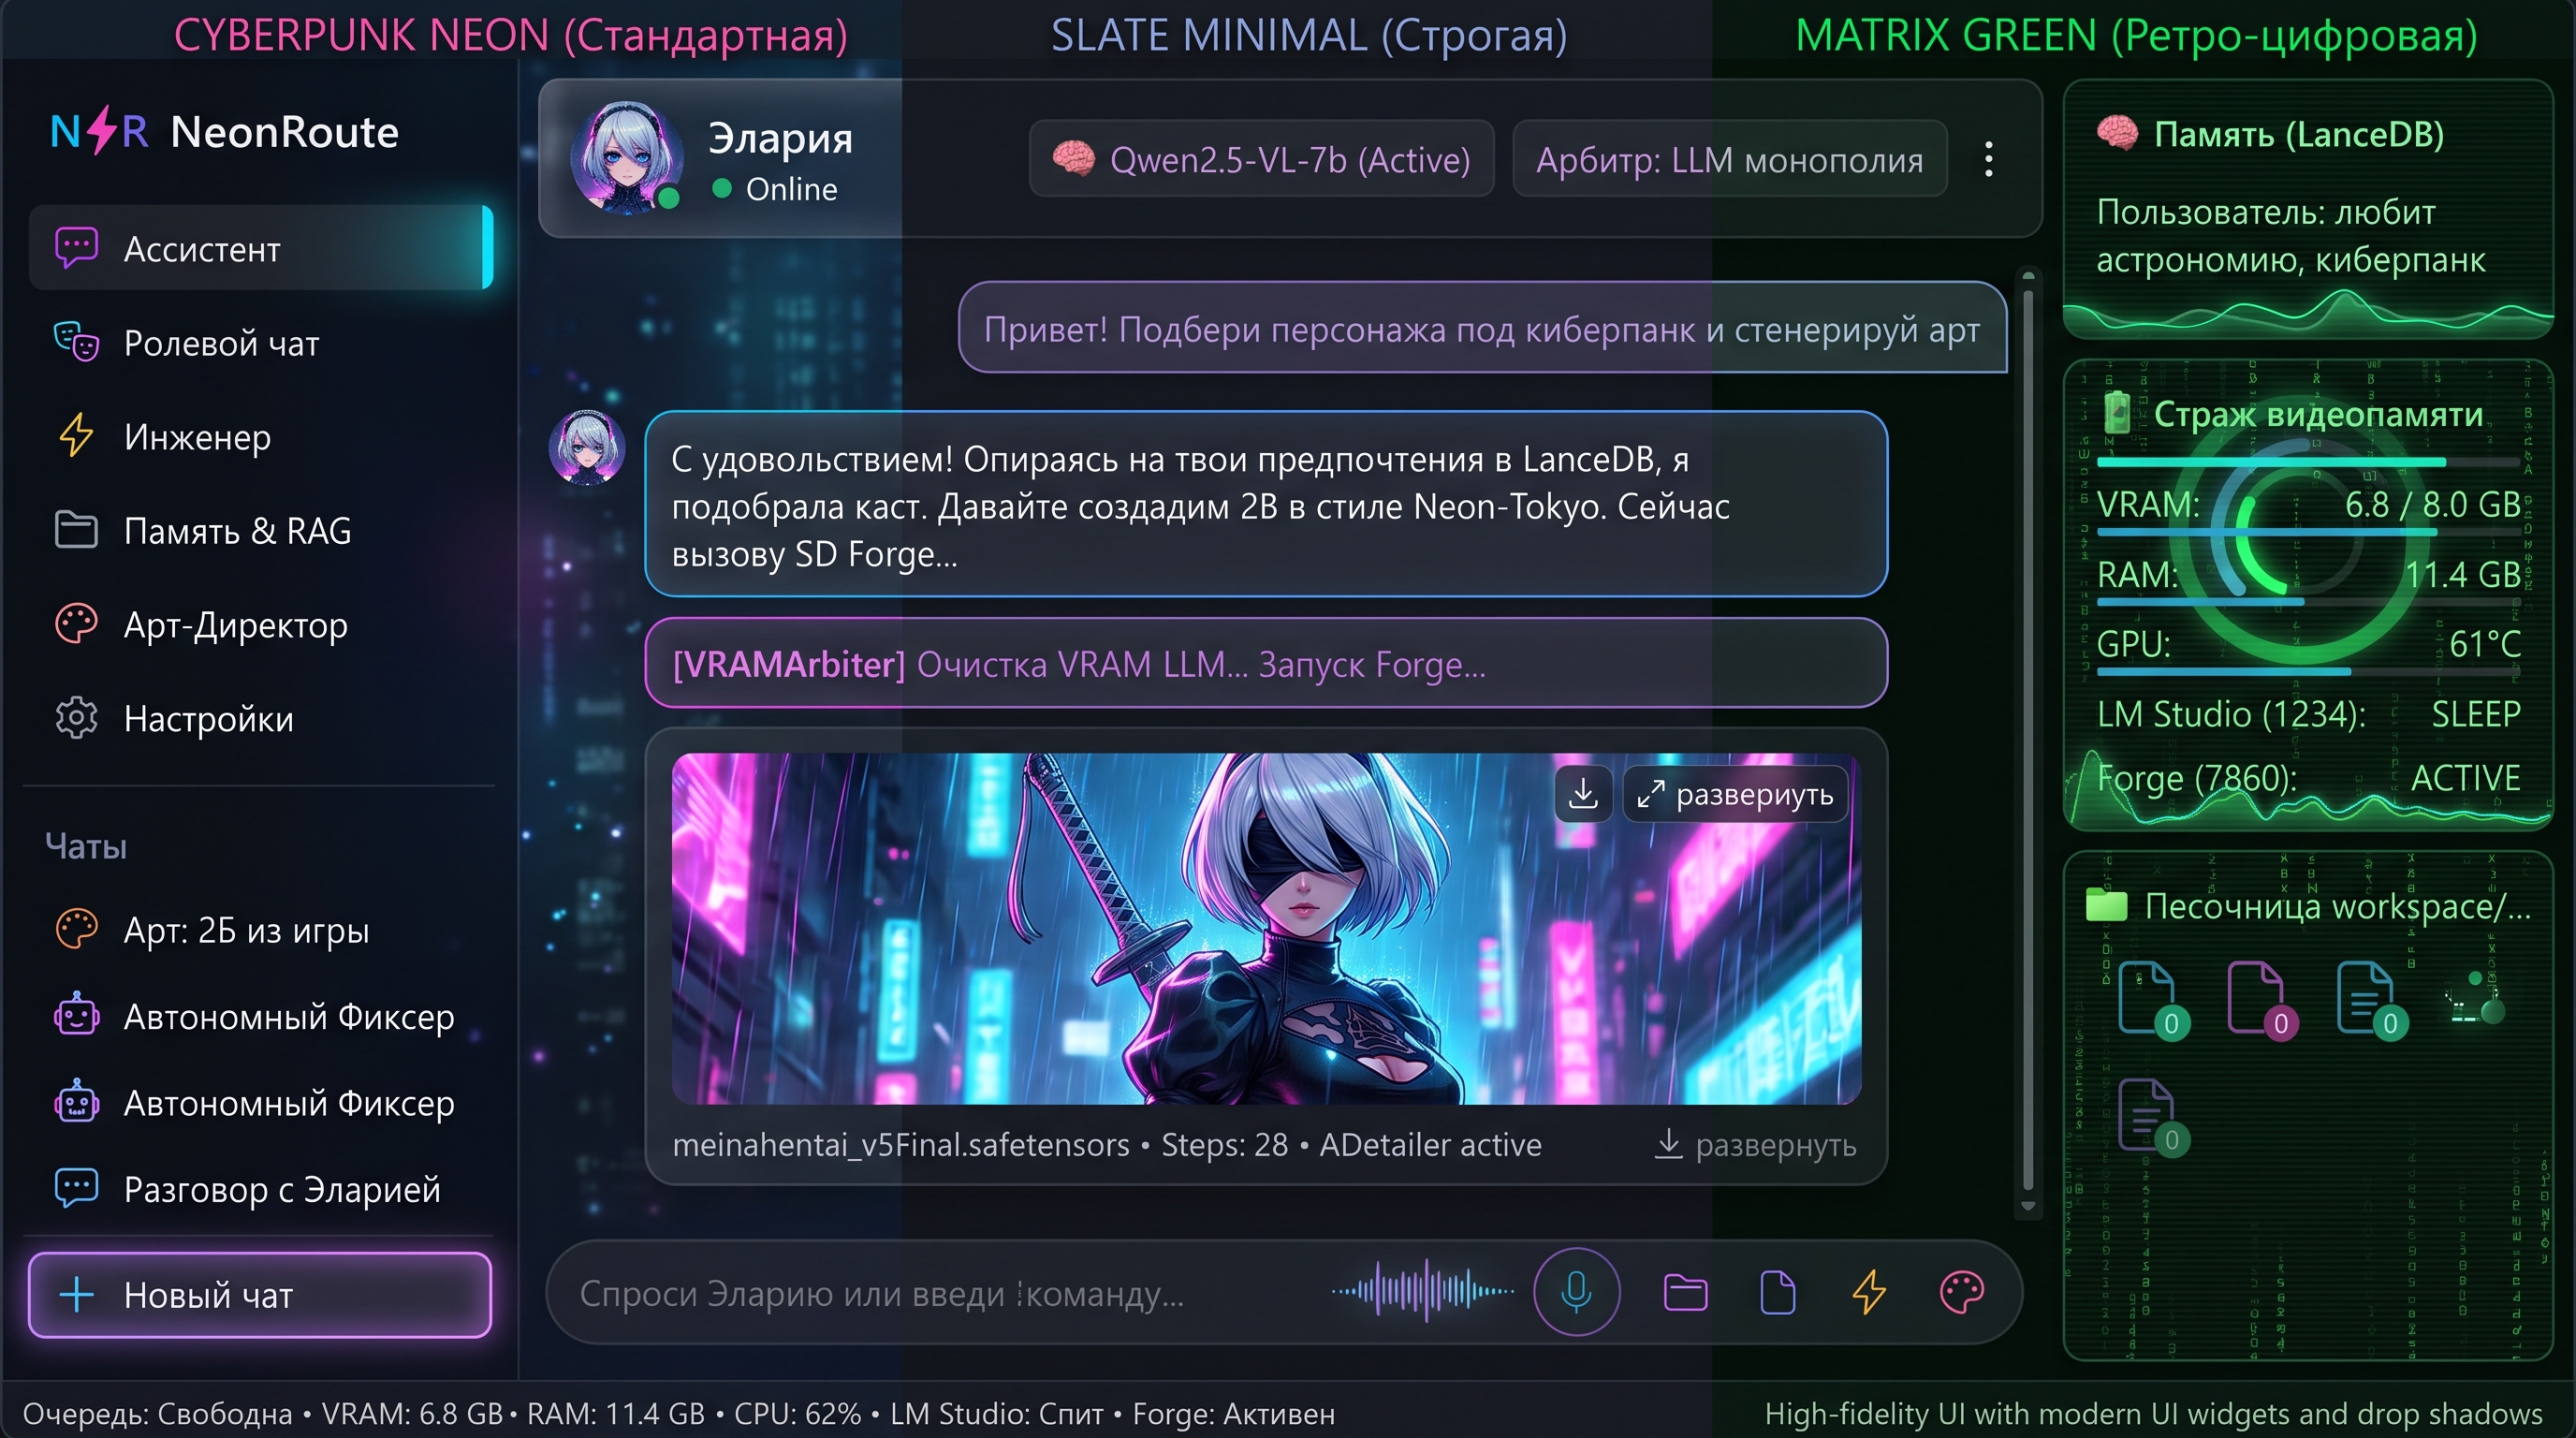 CYBERPUNK NEON (Стандартная)
SLATE MINIMAL (Строгая)
MATRIX GREEN (Ретро-цифровая)
N R NeonRoute
Ассистент
Ролевой чат
Инженер
Память & RAG
Арт-Директор
Настройки
Чаты
Арт: 2Б из игры
Автономный Фиксер
Автономный Фиксер
Разговор с Эларией
Новый чат
Элария
Online
Qwen2.5-VL-7b (Active)
Арбитр: LLM монополия
Привет! Подбери персонажа под киберпанк и стенерируй арт
С удовольствием! Опираясь на твои предпочтения в LanceDB, я
подобрала каст. Давайте создадим 2B в стиле Neon-Tokyo. Сейчас
вызову SD Forge...
[VRAMArbiter] Очистка VRAM LLM... Запуск Forge...
развернуть
meinahentai_v5Final.safetensors • Steps: 28 • ADetailer active
развернуть
Спроси Эларию или введи команду...
Память (LanceDB)
Пользователь: любит
астрономию, киберпанк
Страж видеопамяти
VRAM: 6.8 / 8.0 GB
RAM: 11.4 GB
GPU: 61°C
LM Studio (1234): SLEEP
Forge (7860): ACTIVE
Песочница workspace/...
0 0 0
0
Очередь: Свободна • VRAM: 6.8 GB • RAM: 11.4 GB • CPU: 62% • LM Studio: Спит • Forge: Активен
High-fidelity UI with modern UI widgets and drop shadows